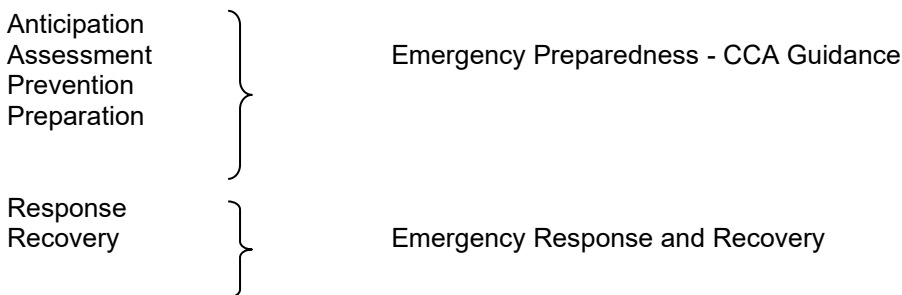 Anticipation
Assessment
Emergency Preparedness - CCA Guidance
Prevention
Preparation
Response
Recovery
Emergency Response and Recovery